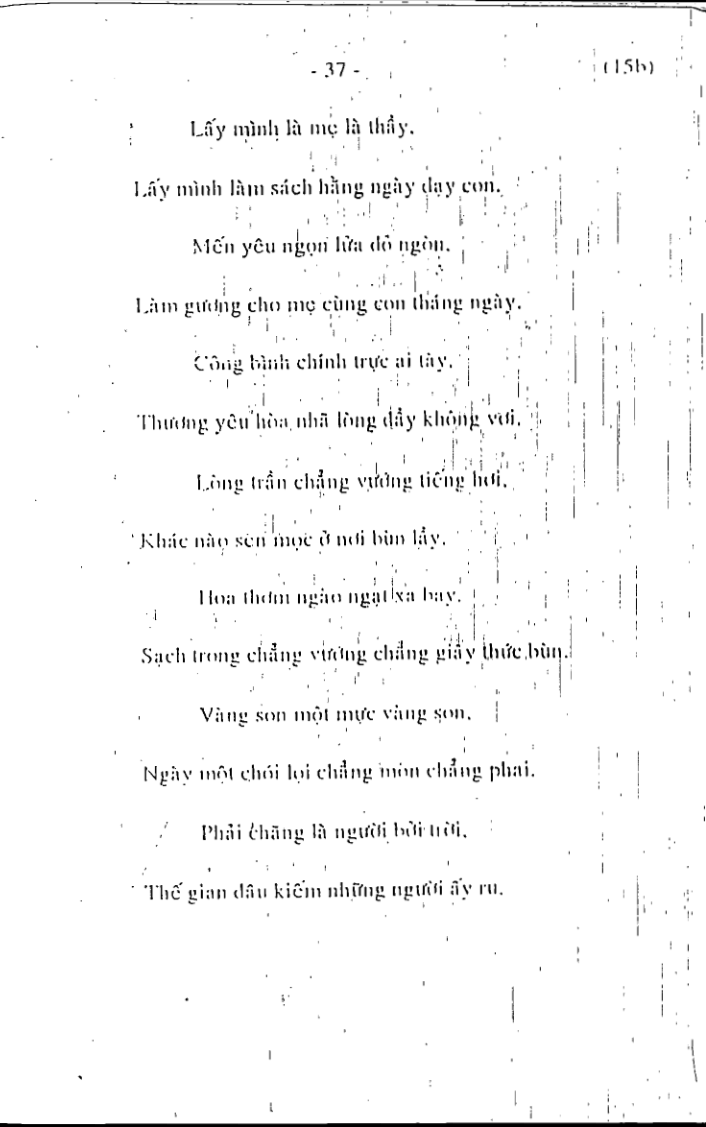 - 37 -
(15b)
Lấy mình là mẹ là thầy.
Lấy mình làm sách hằng ngày dạy con.
Mến yêu ngọn lửa đỏ ngòn.
Làm gương cho mẹ cùng con tháng ngày.
Công bình chính trực ai tày.
Thương yêu hòa nhã lòng đầy không vơi.
Lòng trần chẳng vướng tiếng hơi.
Khác nào sen mọc ở nơi bùn lầy.
Hoa thơm ngào ngạt xa bay.
Sạch trong chẳng vướng chẳng giây thức bùn.
Vàng son một mực vàng son.
Ngày một chói lọi chẳng mòn chẳng phai.
Phải chăng là người bởi trời.
Thế gian dâu kiếm những người ấy ru.